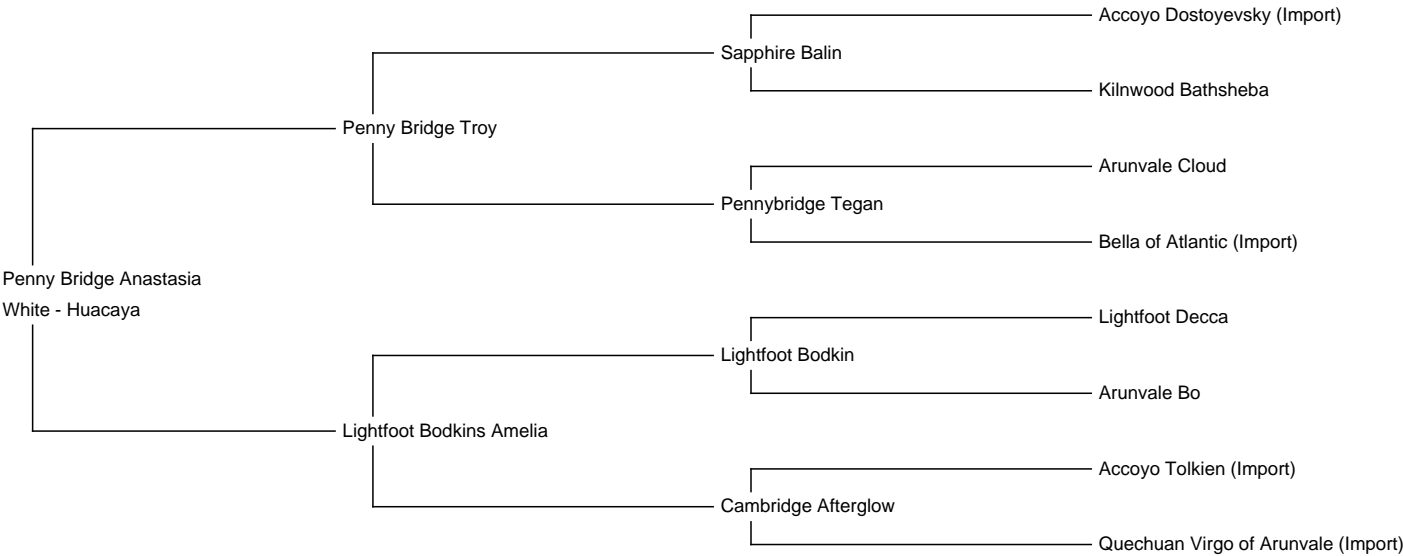 Accoyo Dostoyevsky (Import)
Sapphire Balin
Kilnwood Bathsheba
Penny Bridge Troy
Arunvale Cloud
Pennybridge Tegan
Bella of Atlantic (Import)
Penny Bridge Anastasia
White - Huacaya
Lightfoot Decca
Lightfoot Bodkin
Arunvale Bo
Lightfoot Bodkins Amelia
Accoyo Tolkien (Import)
Cambridge Afterglow
Quechuan Virgo of Arunvale (Import)